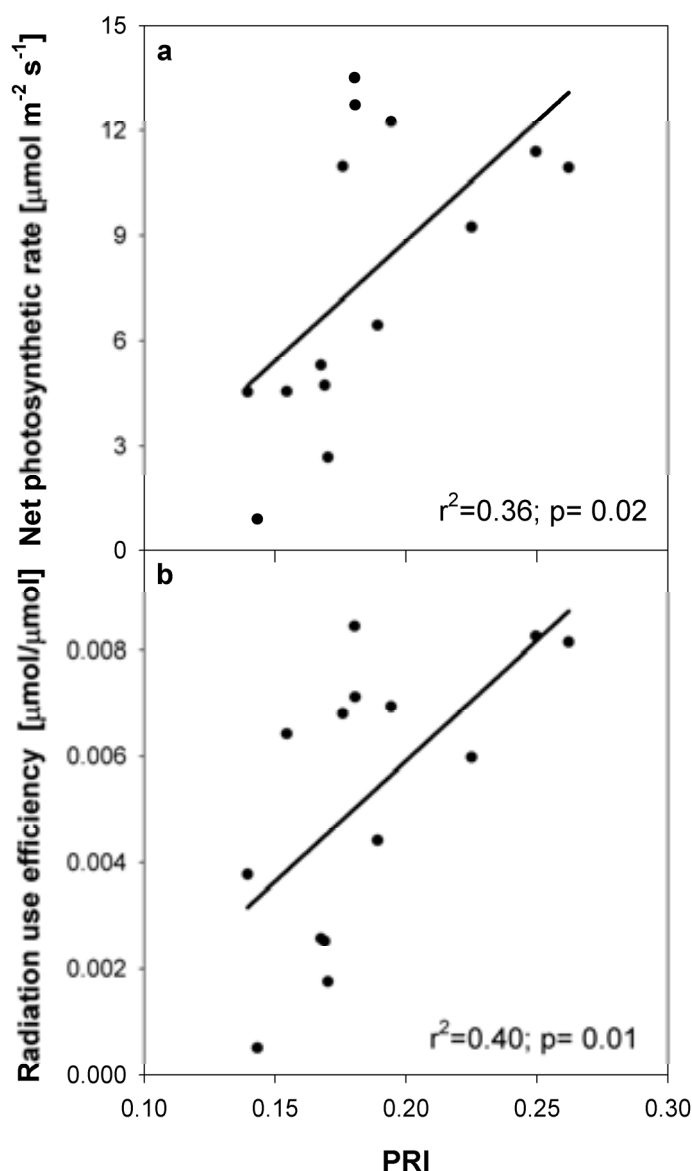 Net photosynthetic rate [μmol m⁻² s⁻¹]
15
a
12
9
6
3
r²=0.36; p= 0.02
0
Radiation use efficiency [μmol/μmol]
b
0.008
0.006
0.004
0.002
r²=0.40; p= 0.01
0.000
0.10 0.15 0.20 0.25 0.30
PRI